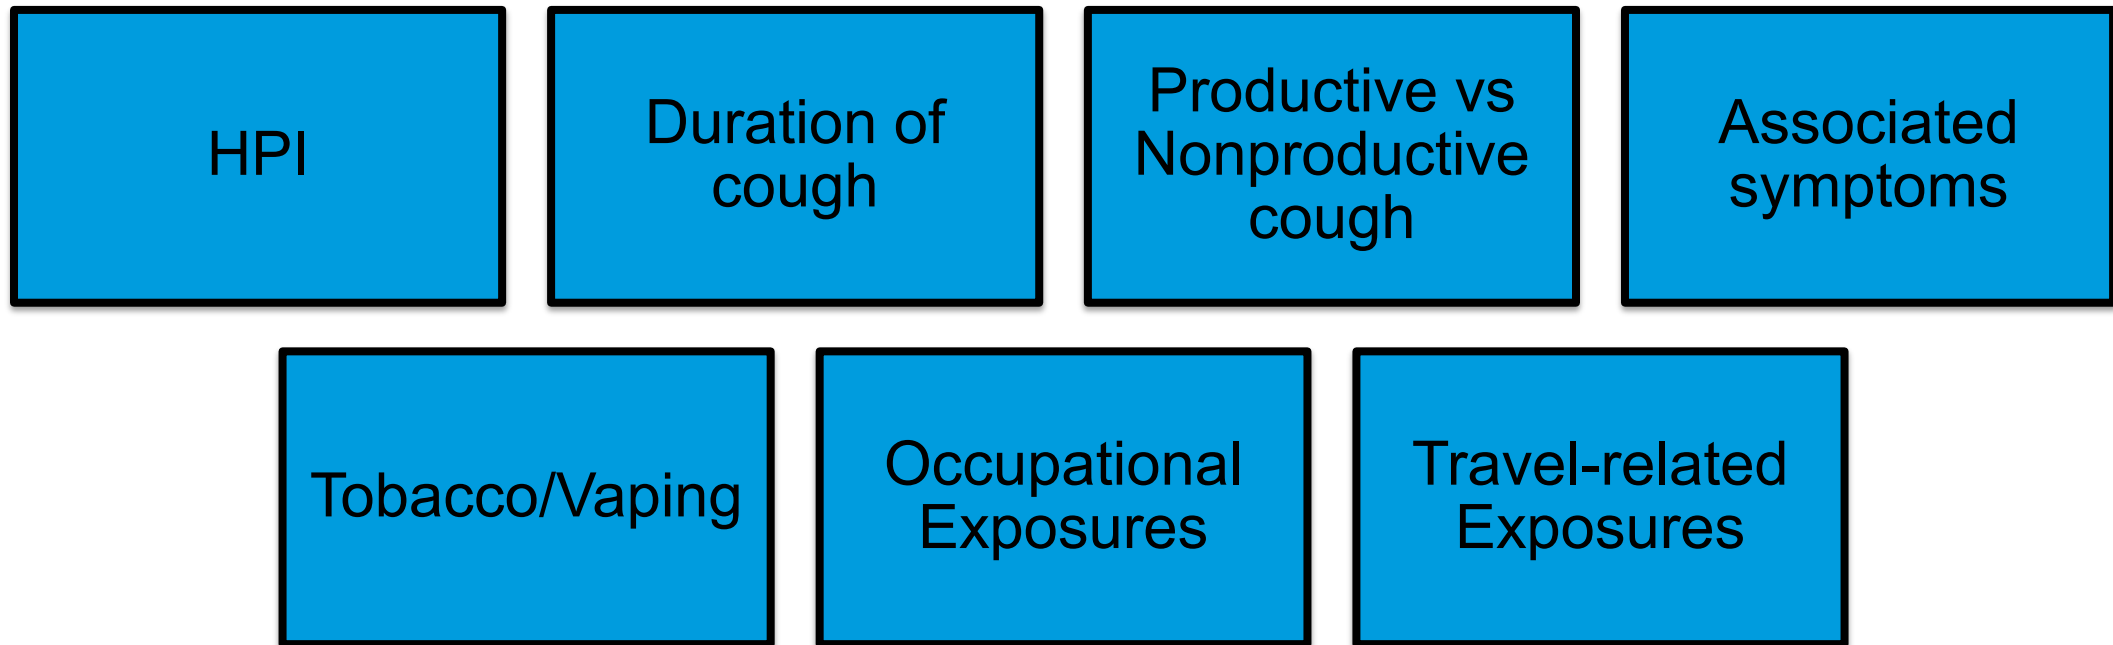 HPI
Duration of
cough
Productive vs
Nonproductive
cough
Associated
symptoms
Tobacco/Vaping
Occupational
Exposures
Travel-related
Exposures